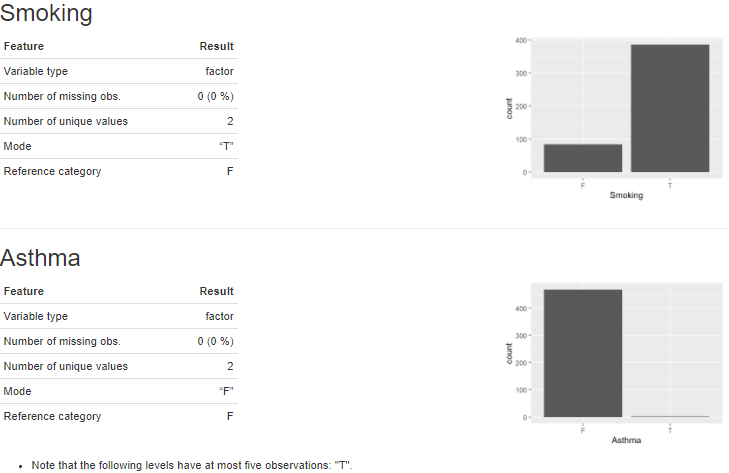 Smoking
Feature Result
Variable type factor
Number of missing obs. 0 (0 %)
Number of unique values 2
Mode “T”
Reference category F
400
300
200
100
0
count
F T
Smoking
Asthma
Feature Result
Variable type factor
Number of missing obs. 0 (0 %)
Number of unique values 2
Mode “F”
Reference category F
400
300
200
100
0
count
F T
Asthma
• Note that the following levels have at most five observations: "T".